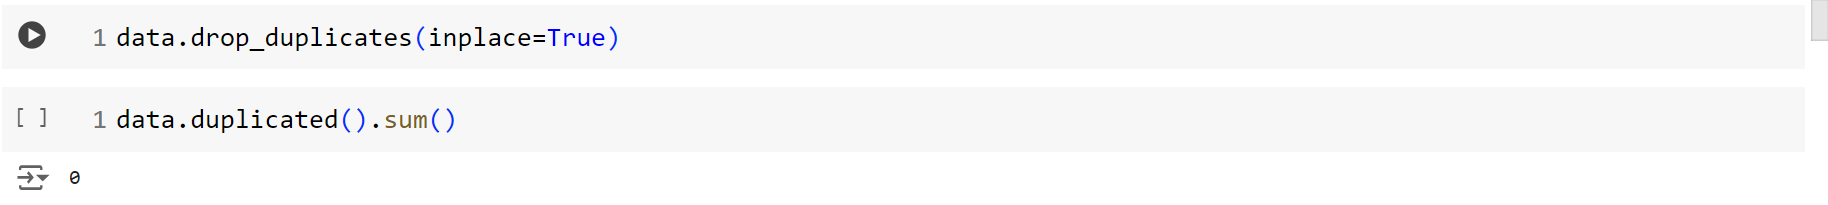 1 data.drop_duplicates(inplace=True)
[ ] 1 data.duplicated().sum()
0